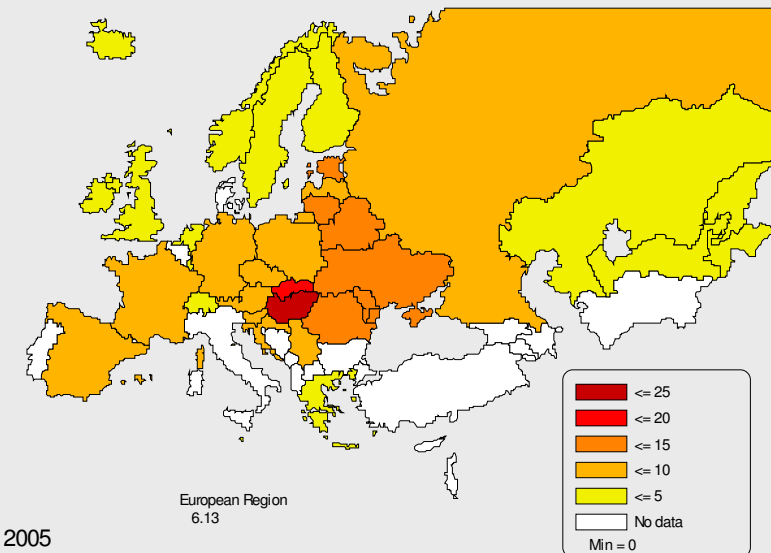 <= 25
<= 20
<= 15
<= 10
<= 5
No data
Min = 0
European Region
6.13
2005